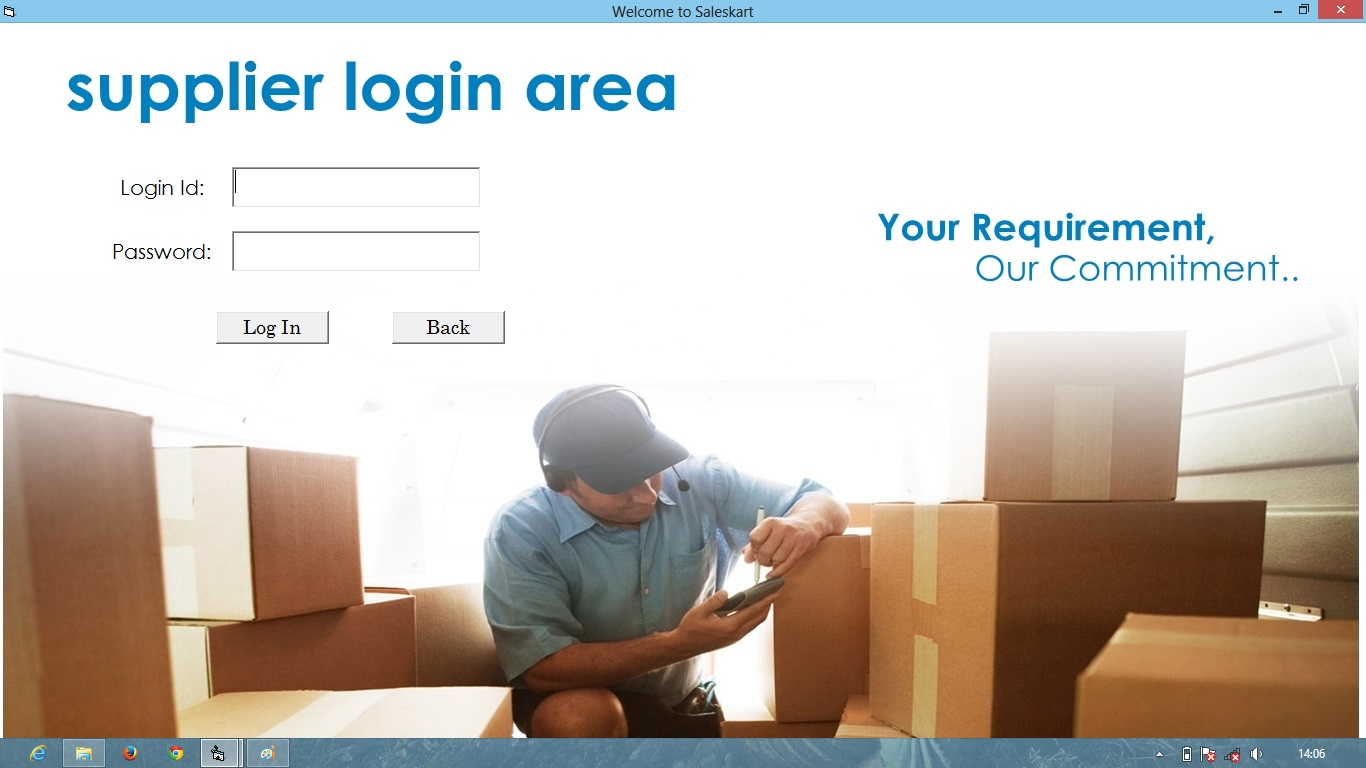 Welcome to Saleskart
supplier login area
Login Id:
Password:
Your Requirement,
Our Commitment..
Log In
Back
14:06